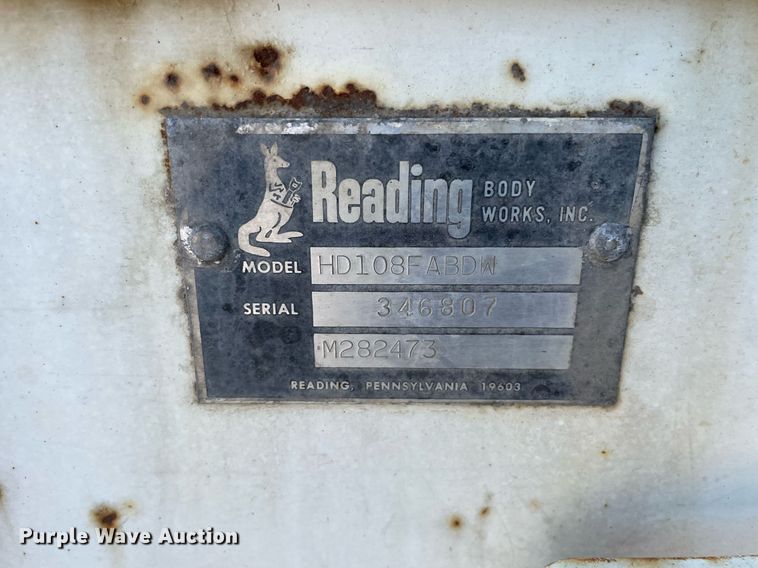 Reading BODY
WORKS, INC.
MODEL HD108FABDW
SERIAL 346807
M282473
READING, PENNSYLVANIA 19603
Purple Wave Auction